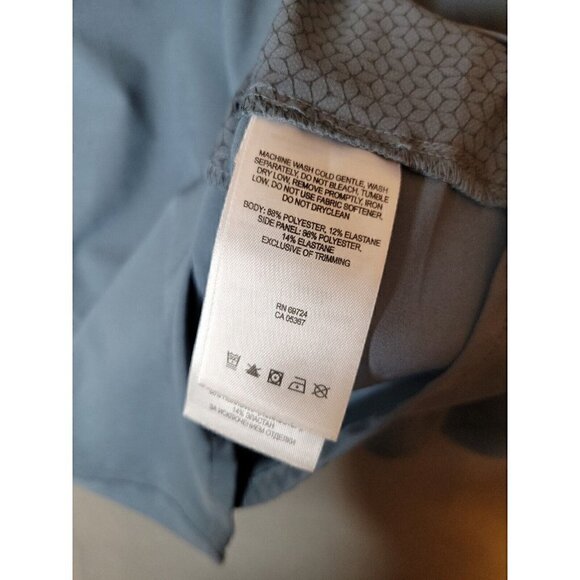 MACHINE WASH COLD GENTLE, WASH
SEPARATELY, DO NOT BLEACH, TUMBLE
DRY LOW, REMOVE PROMPTLY, IRON
LOW. DO NOT USE FABRIC SOFTENER.
DO NOT DRYCLEAN
BODY: 88% POLYESTER, 12% ELASTANE
SIDE PANEL: 86% POLYESTER,
14% ELASTANE
EXCLUSIVE OF TRIMMING
RN 69724
CA 05367
14% ЭЛАСТАН
ЗА ИСКЛЮЧЕНИЕМ ОТДЕЛКИ